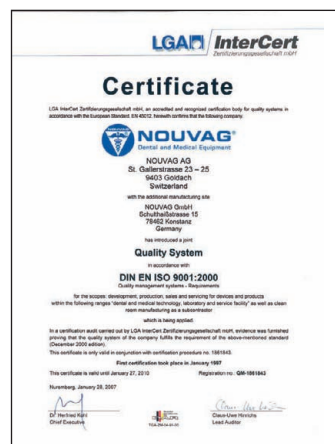 LGA InterCert
Zertifizierungsgesellschaft mbH
Certificate
LGA InterCert Zertifizierungsgesellschaft mbH, an accredited and recognized certification body for quality systems in
accordance with the European Standard EN 45012, herewith confirms that the following company:
NOUVAG®
Dental and Medical Equipment
NOUVAG AG
St. Gallerstrasse 23 – 25
9403 Goldach
Switzerland
with the additional manufacturing site
NOUVAG GmbH
Schulthaißstrasse 15
78462 Konstanz
Germany
has introduced a joint
Quality System
in accordance with
DIN EN ISO 9001:2000
Quality management systems - Requirements
for the scopes: development, production, sales and servicing for devices and products
within the following ranges "dental and medical technology, laboratory and service facility" as well as clean
room manufacturing as a subcontractor
which is being applied.
In a certification audit carried out by LGA InterCert Zertifizierungsgesellschaft mbH, evidence was furnished
proving that the quality system of the company fulfils the requirement of the above-mentioned standard
(December 2000 edition).
This certificate is only valid in conjunction with certification procedure no. 1861843
First certification took place in January 1997
This certificate is valid until January 27, 2010 Registration no: QM-1861843
Nuremberg, January 28, 2007
Chief Executive
Claus-Uwe Hinrichs
Lead Auditor